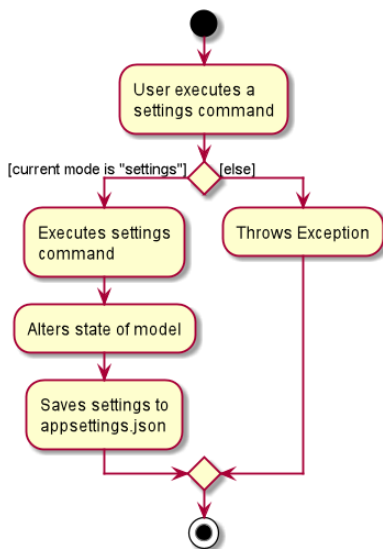 User executes a
settings command
[current mode is "settings"]
[else]
Executes settings
command
Throws Exception
Alters state of model
Saves settings to
appsettings.json